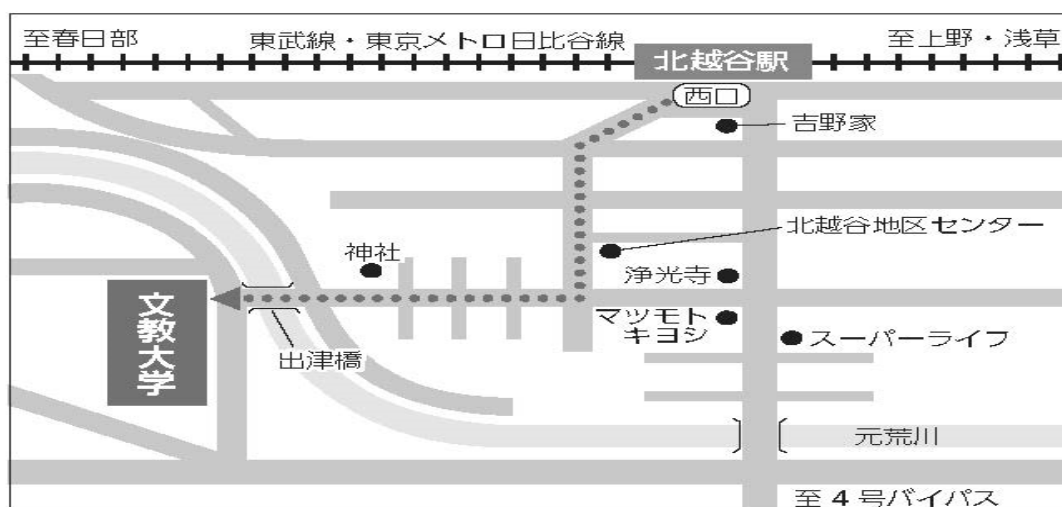 至春日部
東武線・東京メトロ日比谷線
至上野・浅草
北越谷駅
西口
吉野家
北越谷地区センター
神社
浄光寺
文教大学
マツモト
キヨシ
スーパーライフ
出津橋
元荒川
至4号バイパス